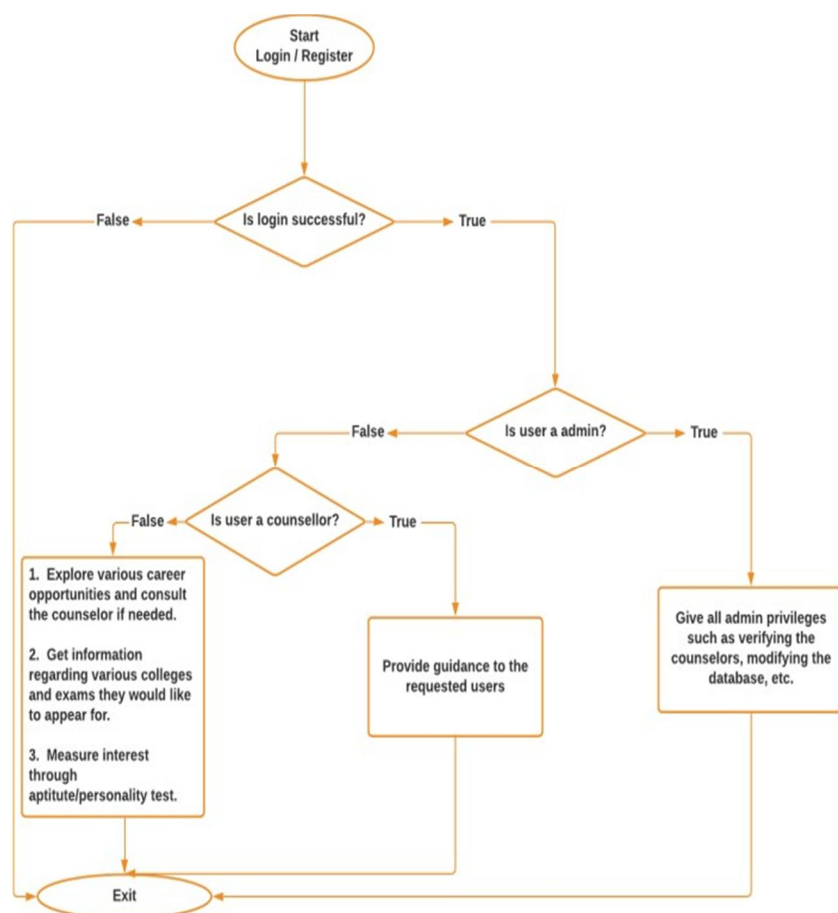 Start
Login / Register
Is login successful?
False
True
Is user a admin?
False
True
Is user a counsellor?
False
True
1.  Explore various career
opportunities and consult
the counselor if needed.
2.  Get information
regarding various colleges
and exams they would like
to appear for.
3.  Measure interest
through
aptitute/personality test.
Provide guidance to the
requested users
Give all admin privileges
such as verifying the
counselors, modifying the
database, etc.
Exit